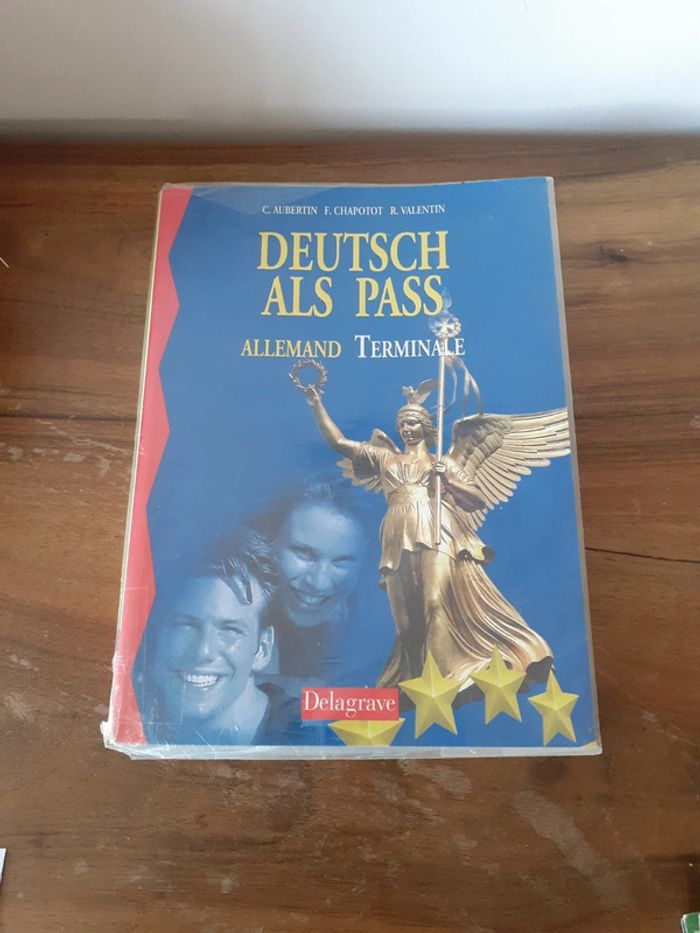 C. AUBERTIN F. CHAPOTOT R. VALENTIN
DEUTSCH
ALS PASS
ALLEMAND TERMINALE
Delagrave